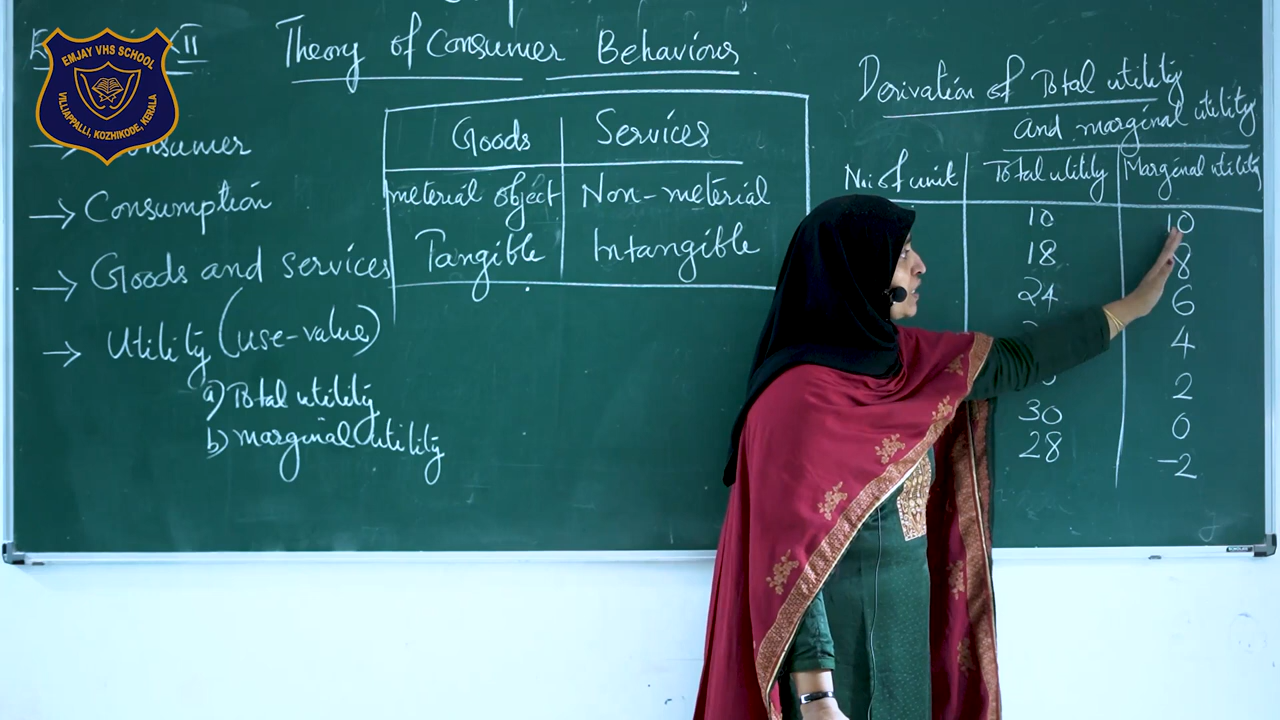 EMJAY VHS SCHOOL
VILLIAPPALLI, KOZHIKODE, KERALA
II
Theory of Consumer Behaviour
→ Consumer
→ Consumption
→ Goods and services
→ Utility (use-value)
a) Total utility
b) marginal utility
Goods Services
meterial object Non-meterial
Tangible Intangible
Derivation of Total utility
and marginal utility
No: of unit Total utility Marginal utility
10 10
18 8
24 6
4
2
30 0
28 -2